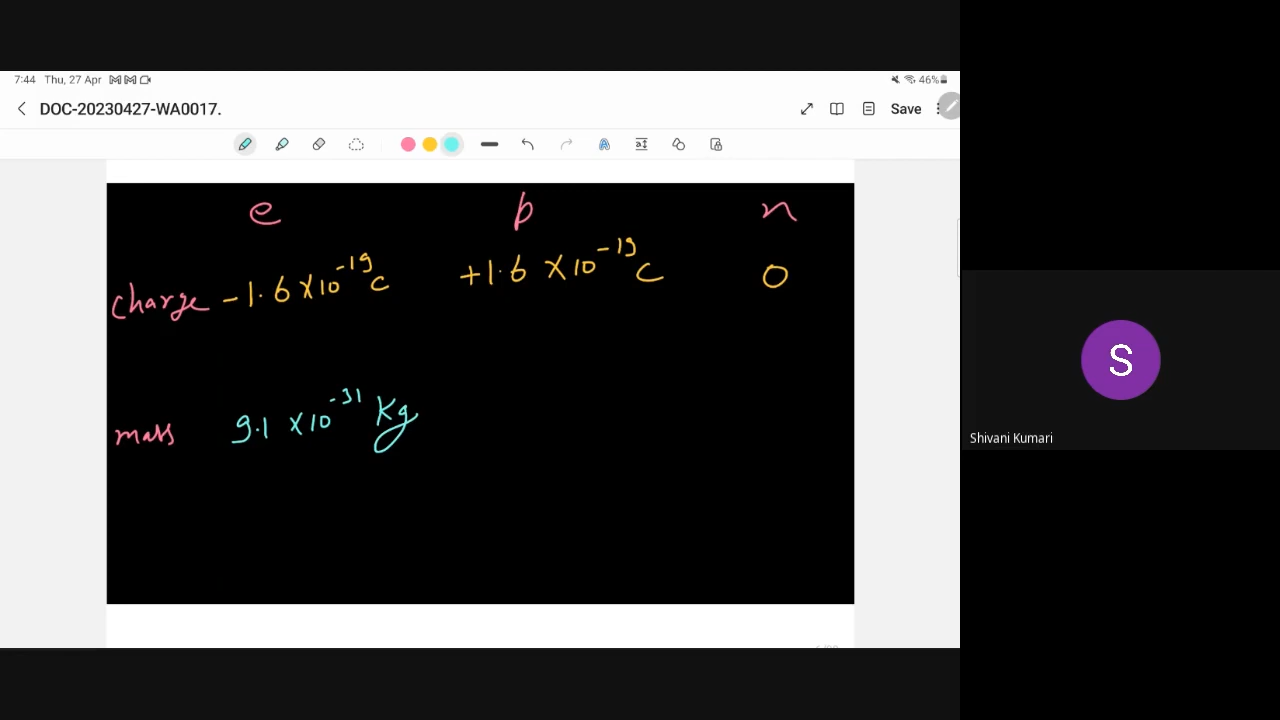 7:44 Thu, 27 Apr 46%
DOC-20230427-WA0017.
Save
e p n
charge -1.6 × 10⁻¹⁹ C +1.6 × 10⁻¹⁹ C 0
mass 9.1 × 10⁻³¹ Kg
S
Shivani Kumari